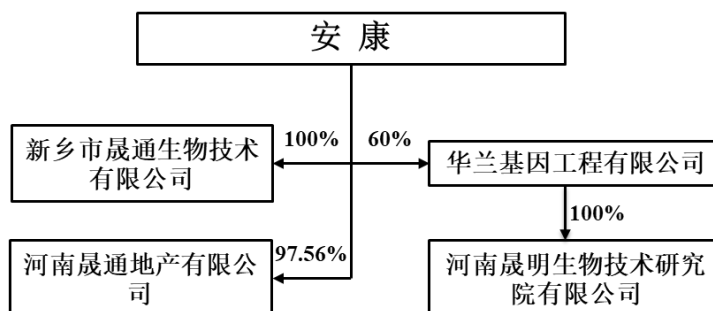 安 康
新乡市晟通生物技术
有限公司
100%
60%
华兰基因工程有限公司
100%
河南晟通地产有限公
司
97.56%
河南晟明生物技术研究
院有限公司